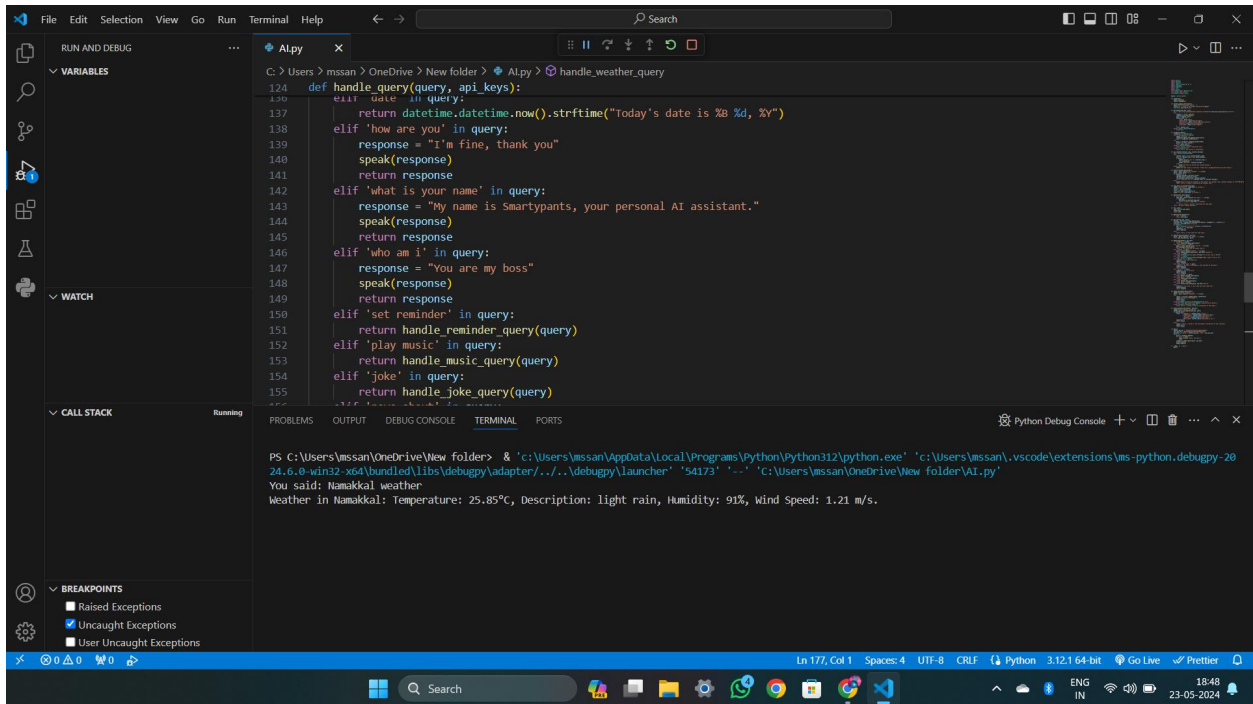 File Edit Selection View Go Run Terminal Help
Search
RUN AND DEBUG
AI.py
VARIABLES
C: > Users > mssan > OneDrive > New folder > AI.py > handle_weather_query
124 def handle_query(query, api_keys):
136 elif 'date' in query:
137 return datetime.datetime.now().strftime("Today's date is %B %d, %Y")
138 elif 'how are you' in query:
139 response = "I'm fine, thank you"
140 speak(response)
141 return response
142 elif 'what is your name' in query:
143 response = "My name is Smartypants, your personal AI assistant."
144 speak(response)
145 return response
146 elif 'who am i' in query:
147 response = "You are my boss"
148 speak(response)
149 return response
150 elif 'set reminder' in query:
151 return handle_reminder_query(query)
152 elif 'play music' in query:
153 return handle_music_query(query)
154 elif 'joke' in query:
155 return handle_joke_query(query)
WATCH
CALL STACK Running
PROBLEMS OUTPUT DEBUG CONSOLE TERMINAL PORTS
Python Debug Console
PS C:\Users\mssan\OneDrive\New folder> & 'c:\Users\mssan\AppData\Local\Programs\Python\Python312\python.exe' 'c:\Users\mssan\.vscode\extensions\ms-python.debugpy-20
24.6.0-win32-x64\bundled\libs\debugpy\adapter/../..\debugpy\launcher' '54173' '--' 'C:\Users\mssan\OneDrive\New folder\AI.py'
You said: Namakkal weather
Weather in Namakkal: Temperature: 25.85°C, Description: light rain, Humidity: 91%, Wind Speed: 1.21 m/s.
BREAKPOINTS
Raised Exceptions
Uncaught Exceptions
User Uncaught Exceptions
0 0 0 Ln 177, Col 1 Spaces: 4 UTF-8 CRLF Python 3.12.1 64-bit Go Live Prettier
Search
ENG
IN
18:48
23-05-2024